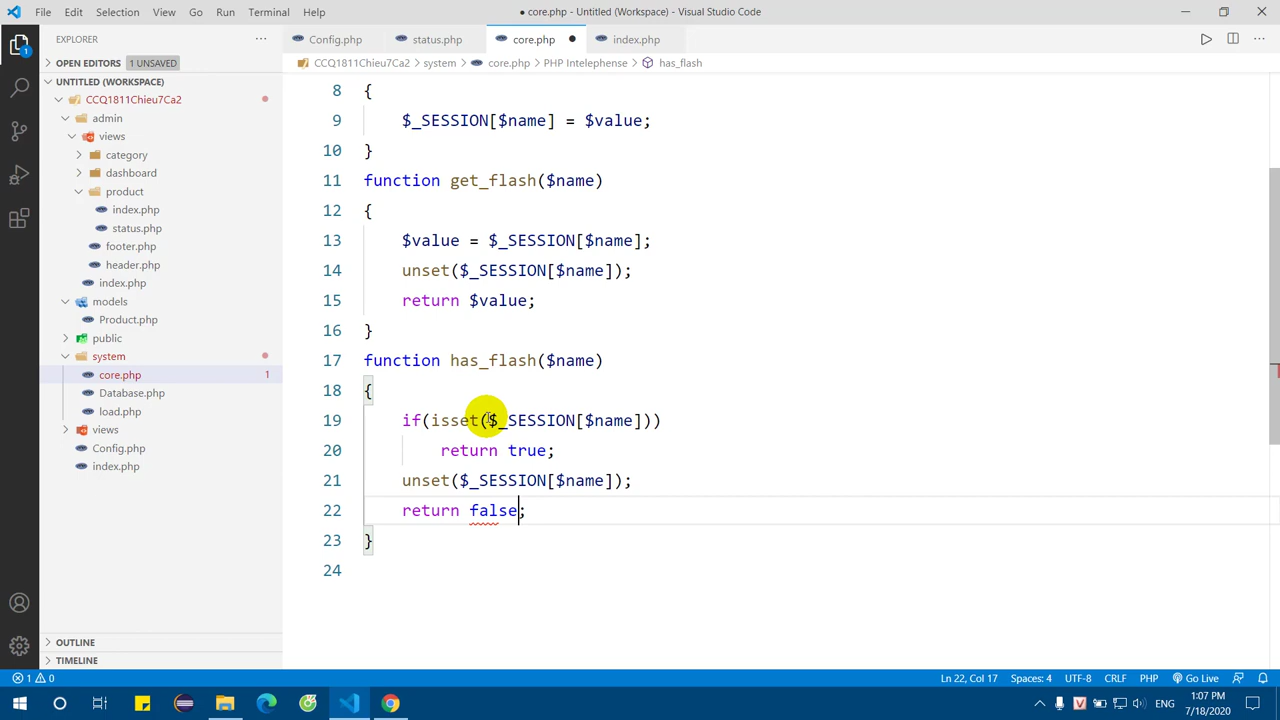 File Edit Selection View Go Run Terminal Help
● core.php - Untitled (Workspace) - Visual Studio Code
EXPLORER
Config.php status.php core.php index.php
OPEN EDITORS 1 UNSAVED
CCQ1811Chieu7Ca2 > system > core.php > PHP Intelephense > has_flash
UNTITLED (WORKSPACE)
CCQ1811Chieu7Ca2
admin
views
category
dashboard
product
index.php
status.php
footer.php
header.php
index.php
models
Product.php
public
system
core.php 1
Database.php
load.php
views
Config.php
index.php
OUTLINE
TIMELINE
8 {
9 $_SESSION[$name] = $value;
10 }
11 function get_flash($name)
12 {
13 $value = $_SESSION[$name];
14 unset($_SESSION[$name]);
15 return $value;
16 }
17 function has_flash($name)
18 {
19 if(isset($_SESSION[$name]))
20 return true;
21 unset($_SESSION[$name]);
22 return false;
23 }
24
1 0 Ln 22, Col 17 Spaces: 4 UTF-8 CRLF PHP Go Live
1:07 PM
ENG
7/18/2020